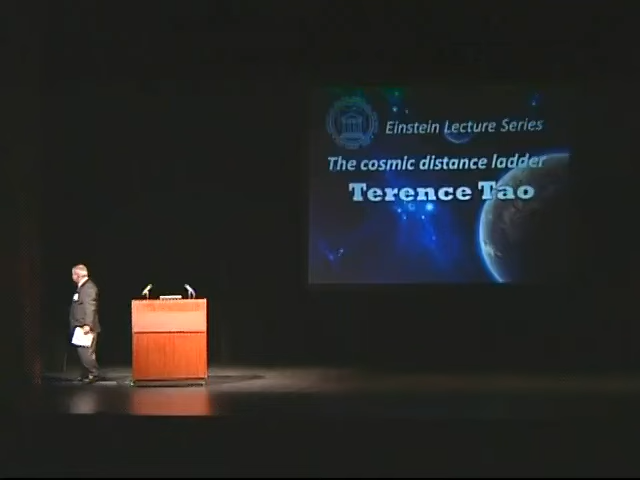 Einstein Lecture Series
The cosmic distance ladder
Terence Tao